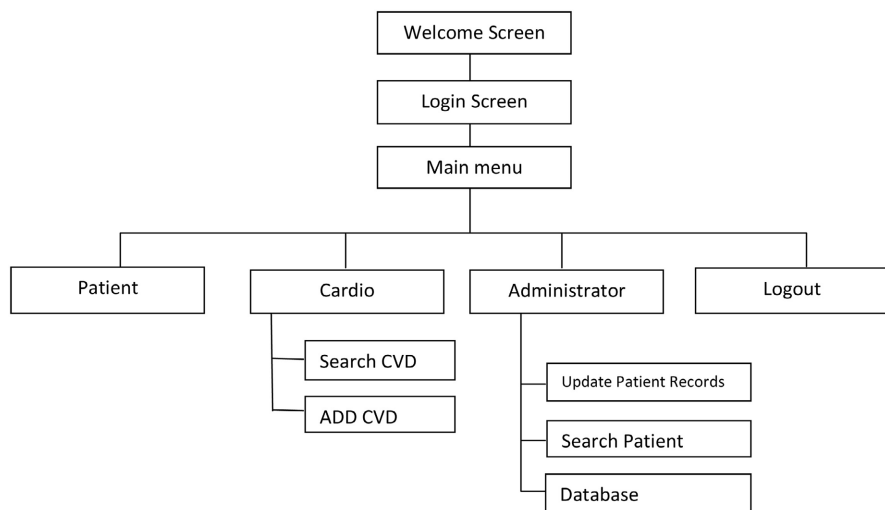 Welcome Screen
Login Screen
Main menu
Patient
Cardio
Administrator
Logout
Search CVD
ADD CVD
Update Patient Records
Search Patient
Database